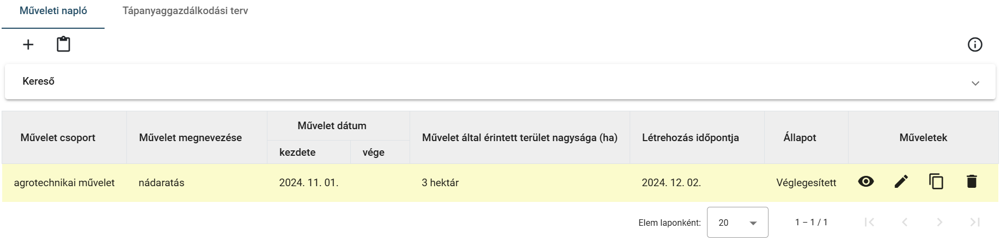 Műveleti napló Tápanyaggazdálkodási terv
Kereső
Művelet csoport Művelet megnevezése Művelet dátum kezdete vége Művelet által érintett terület nagysága (ha) Létrehozás időpontja Állapot Műveletek
agrotechnikai művelet nádaratás 2024. 11. 01. 3 hektár 2024. 12. 02. Véglegesített
Elem laponként: 20 1 – 1 / 1